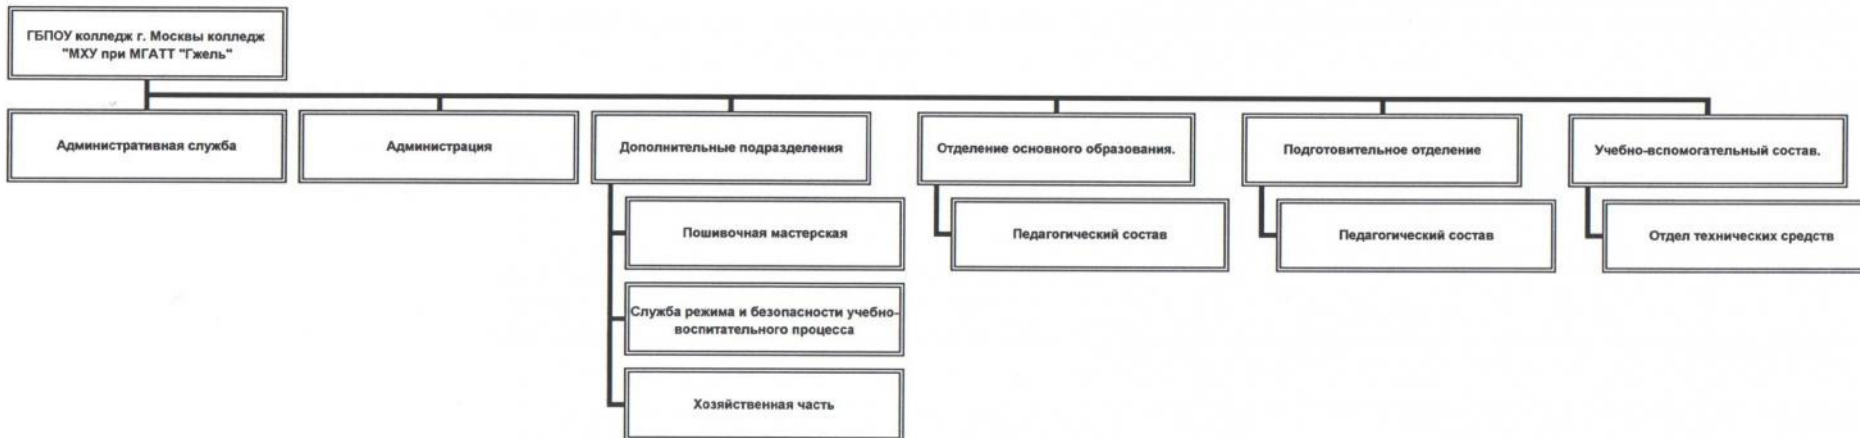 ГБПОУ колледж г. Москвы колледж
"МХУ при МГАТТ "Гжель"
Административная служба
Администрация
Дополнительные подразделения
Отделение основного образования.
Подготовительное отделение
Учебно-вспомогательный состав.
Пошивочная мастерская
Педагогический состав
Педагогический состав
Отдел технических средств
Служба режима и безопасности учебно-
воспитательного процесса
Хозяйственная часть